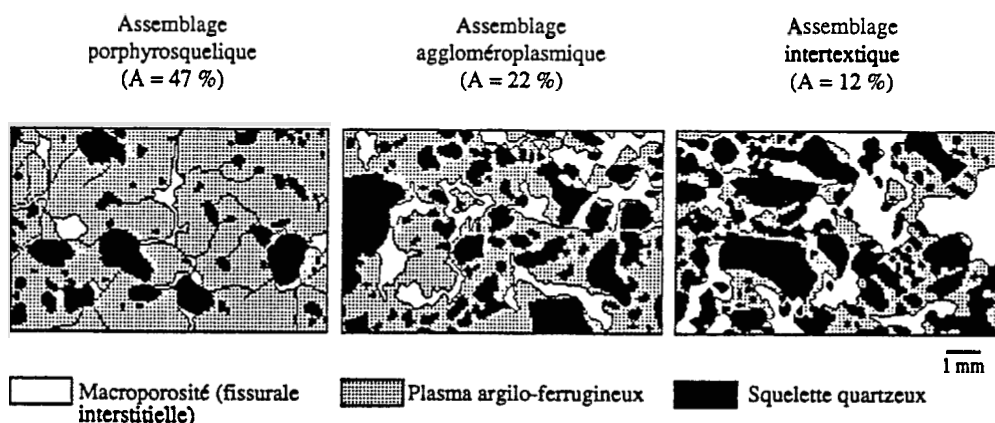 Assemblage
porphyrosquelique
(A = 47 %)
Assemblage
aggloméroplasmique
(A = 22 %)
Assemblage
intertextique
(A = 12 %)
1 mm
Macroporosité (fissurale
interstitielle)
Plasma argilo-ferrugineux
Squelette quartzeux